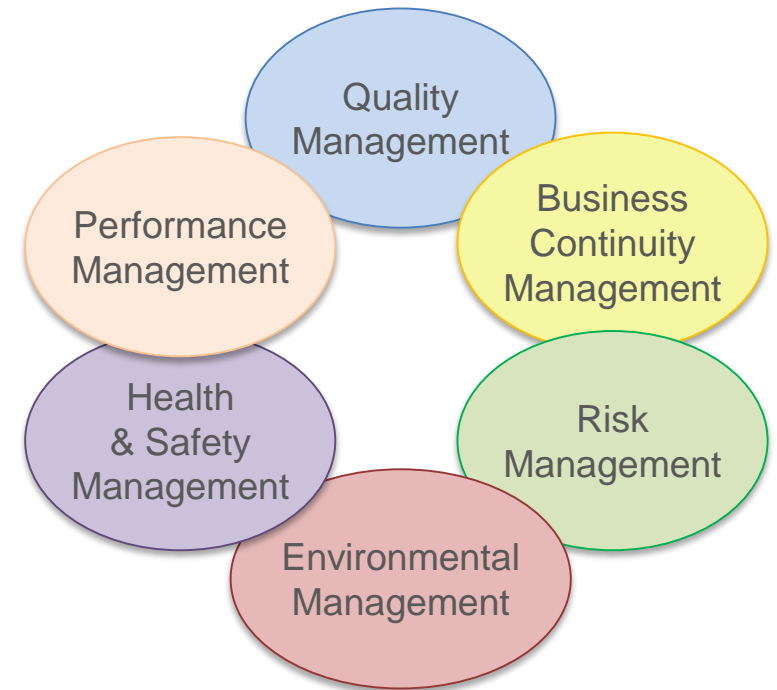 Quality
Management
Business
Continuity
Management
Risk
Management
Environmental
Management
Health
& Safety
Management
Performance
Management